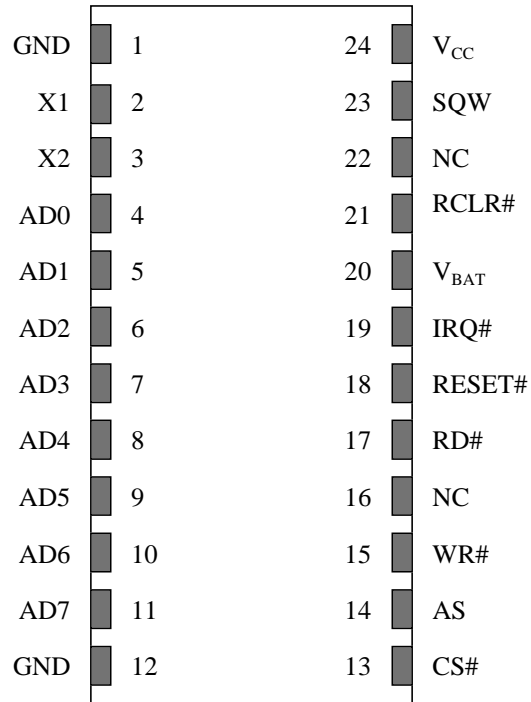 GND 1 24 VCC
X1 2 23 SQW
X2 3 22 NC
AD0 4 21 RCLR#
AD1 5 20 VBAT
AD2 6 19 IRQ#
AD3 7 18 RESET#
AD4 8 17 RD#
AD5 9 16 NC
AD6 10 15 WR#
AD7 11 14 AS
GND 12 13 CS#